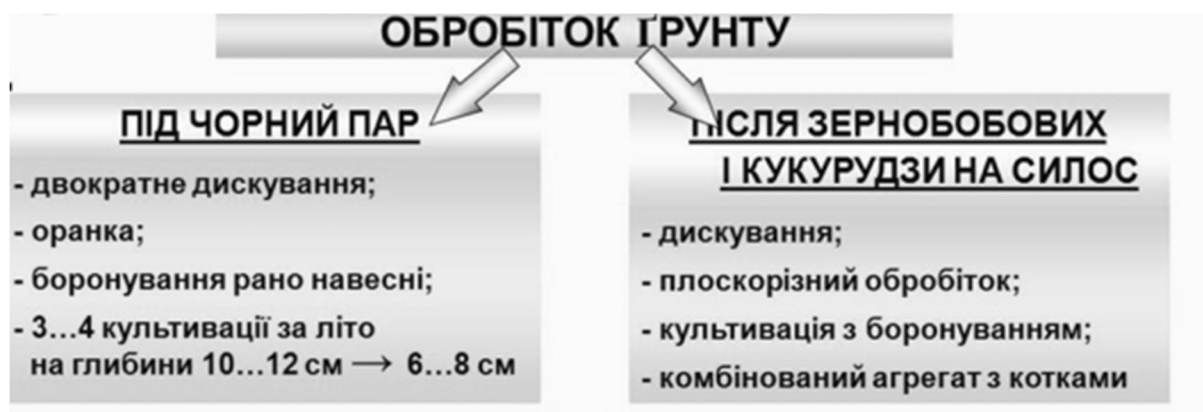 ОБРОБІТОК ҐРУНТУ
ПІД ЧОРНИЙ ПАР
- двократне дискування;
- оранка;
- боронування рано навесні;
- 3…4 культивації за літо
на глибини 10…12 см → 6…8 см
ПІСЛЯ ЗЕРНОБОБОВИХ
І КУКУРУДЗИ НА СИЛОС
- дискування;
- плоскорізний обробіток;
- культивація з боронуванням;
- комбінований агрегат з котками